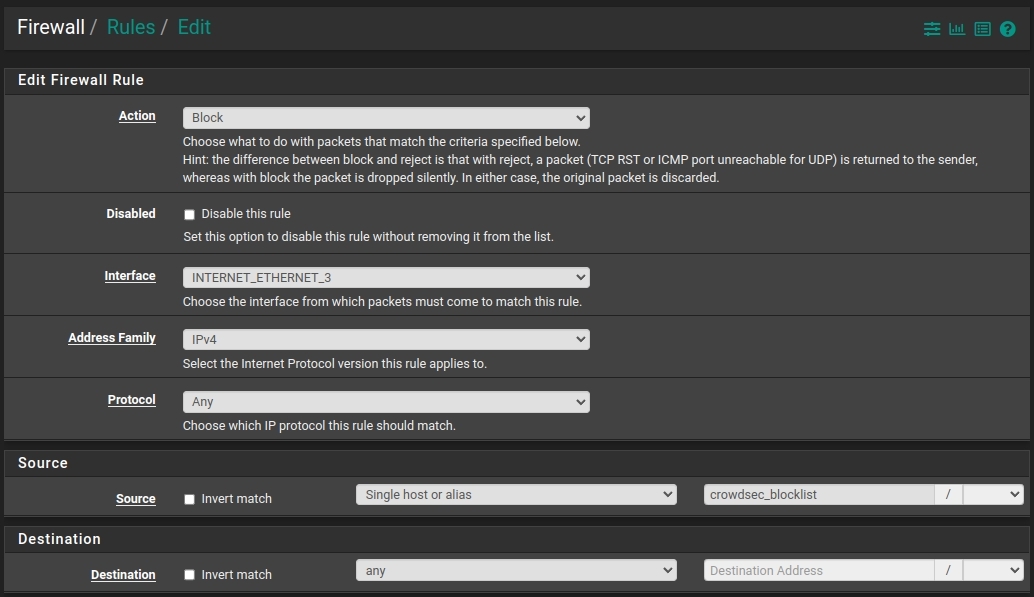 Firewall / Rules / Edit
Edit Firewall Rule
Action
Block
Choose what to do with packets that match the criteria specified below.
Hint: the difference between block and reject is that with reject, a packet (TCP RST or ICMP port unreachable for UDP) is returned to the sender,
whereas with block the packet is dropped silently. In either case, the original packet is discarded.
Disabled
Disable this rule
Set this option to disable this rule without removing it from the list.
Interface
INTERNET_ETHERNET_3
Choose the interface from which packets must come to match this rule.
Address Family
IPv4
Select the Internet Protocol version this rule applies to.
Protocol
Any
Choose which IP protocol this rule should match.
Source
Source Invert match Single host or alias crowdsec_blocklist /
Destination
Destination Invert match any Destination Address /